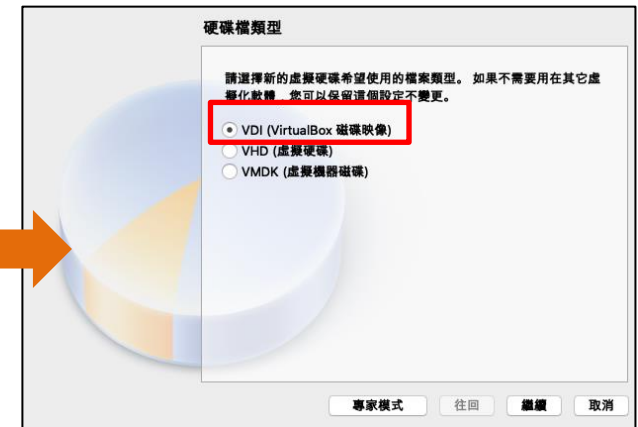 硬碟檔類型
請選擇新的虛擬硬碟希望使用的檔案類型。 如果不需要用在其它虛
擬化軟體，您可以保留這個設定不變更。
VDI (VirtualBox 磁碟映像)
VHD (虛擬硬碟)
VMDK (虛擬機器磁碟)
專家模式 往回 繼續 取消